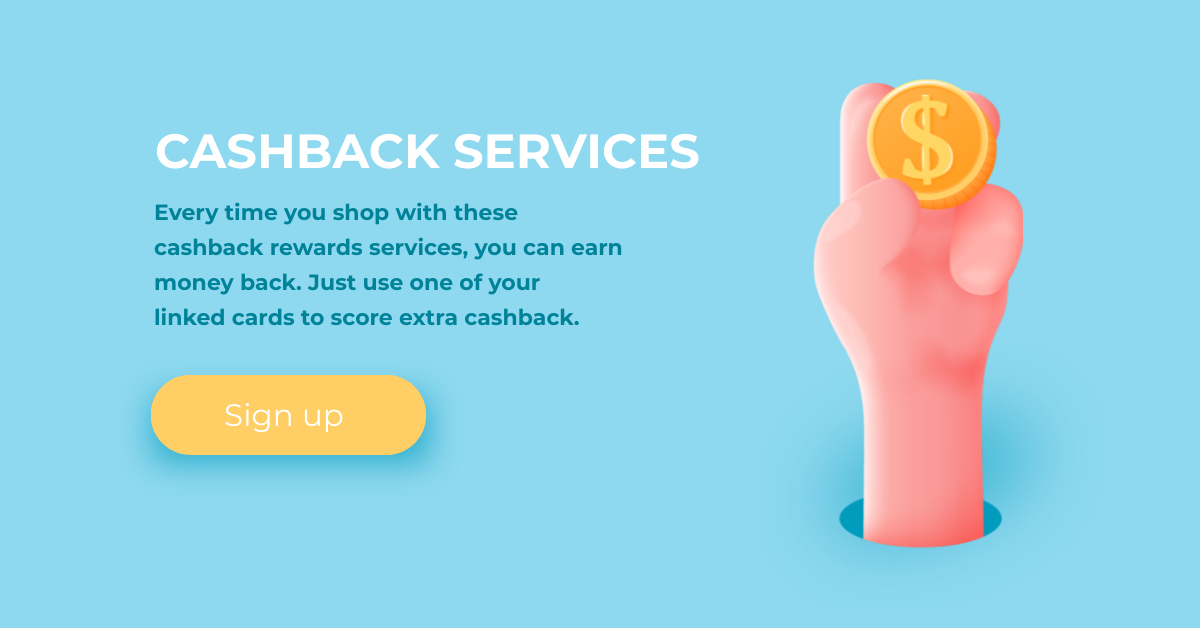 CASHBACK SERVICES
Every time you shop with these
cashback rewards services, you can earn
money back. Just use one of your
linked cards to score extra cashback.
Sign up
$